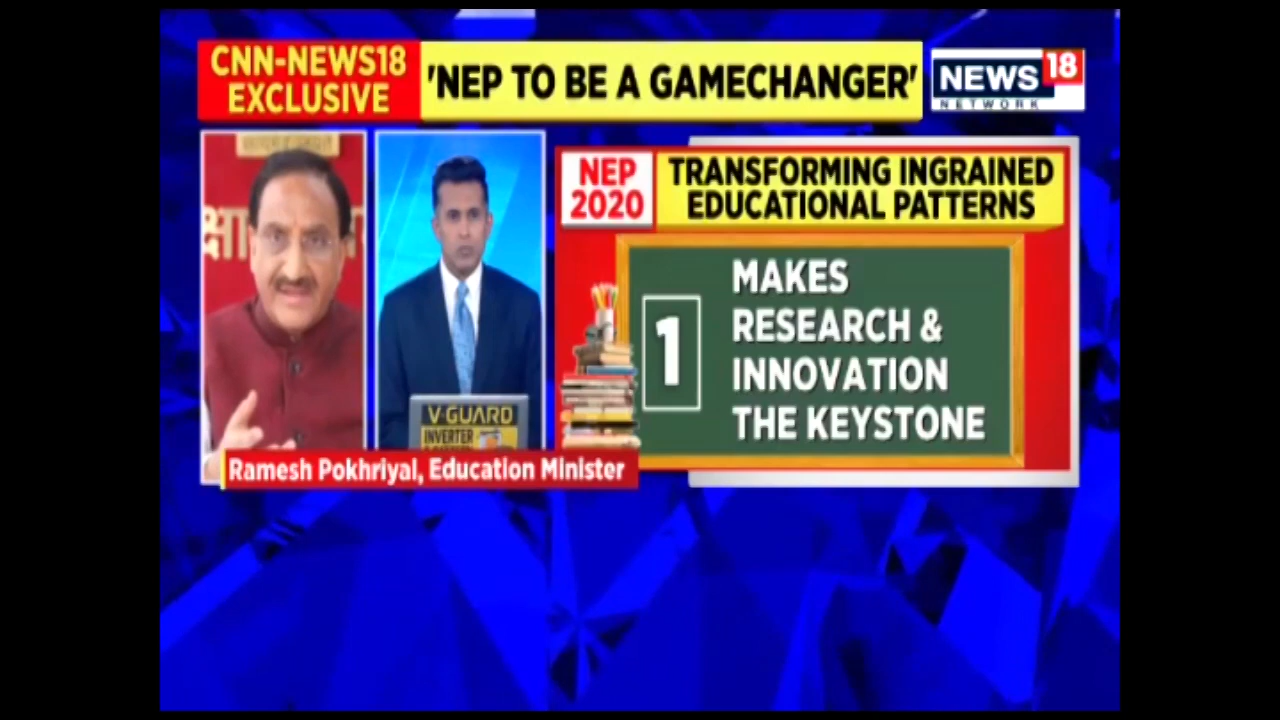 CNN-NEWS18
EXCLUSIVE
'NEP TO BE A GAMECHANGER'
NEWS 18
NETWORK
NEP
2020
TRANSFORMING INGRAINED
EDUCATIONAL PATTERNS
1
MAKES
RESEARCH &
INNOVATION
THE KEYSTONE
क्षा
V-GUARD
INVERTER
Ramesh Pokhriyal, Education Minister